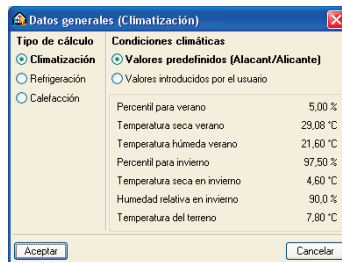 Datos generales (Climatización)
Tipo de cálculo
Climatización
Refrigeración
Calefacción
Condiciones climáticas
Valores predefinidos (Alacant/Alicante)
Valores introducidos por el usuario
Percentil para verano 5,00 %
Temperatura seca verano 29,08 °C
Temperatura húmeda verano 21,60 °C
Percentil para invierno 97,50 %
Temperatura seca en invierno 4,60 °C
Humedad relativa en invierno 90,0 %
Temperatura del terreno 7,80 °C
Aceptar Cancelar